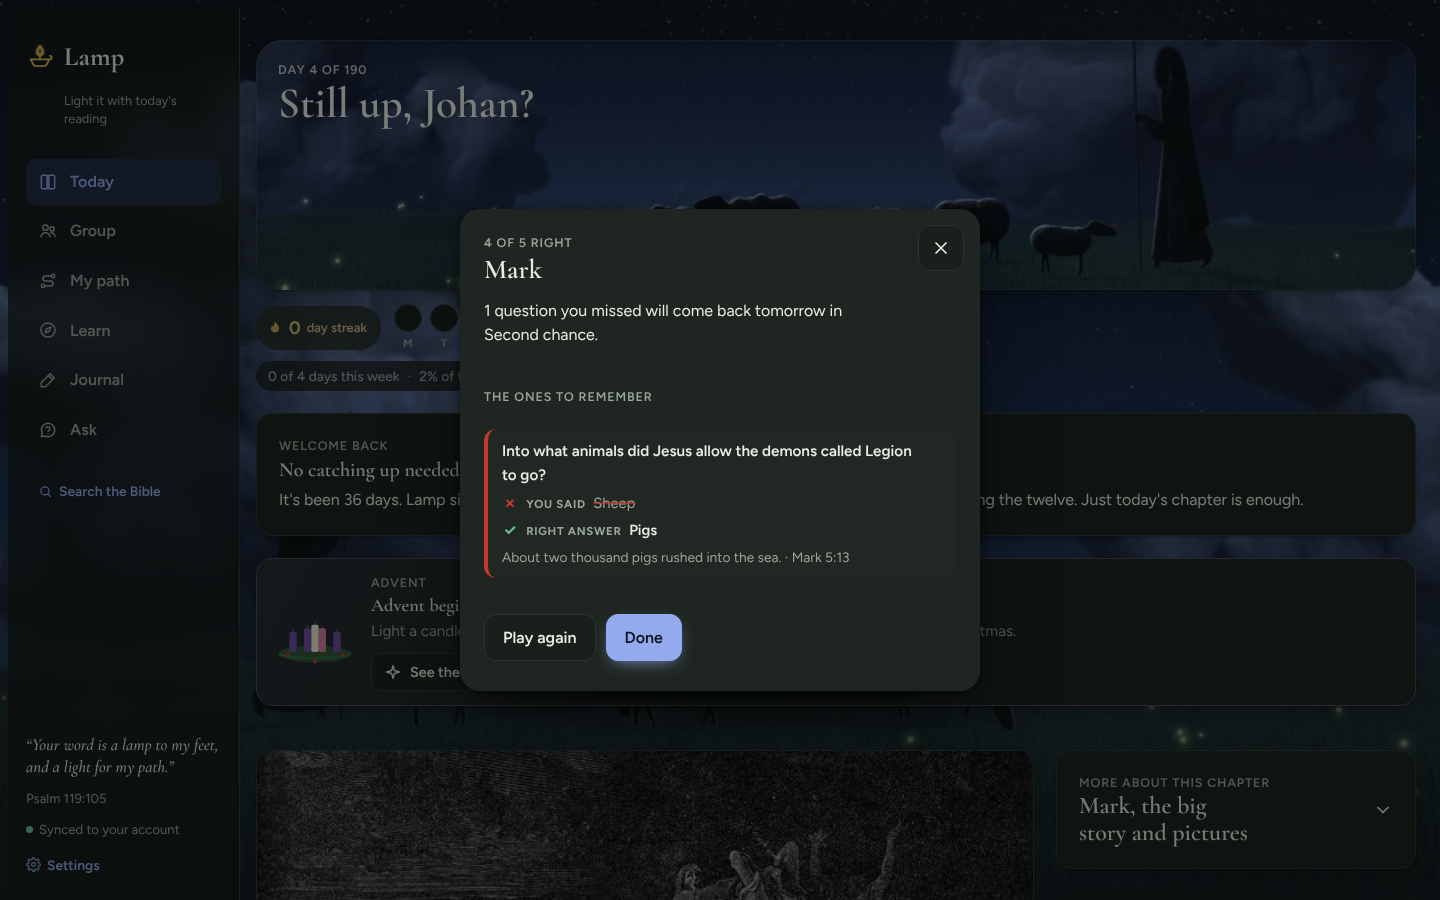 Lamp
Light it with today's
reading
Today
Group
My path
Learn
Journal
Ask
Search the Bible
“Your word is a lamp to my feet,
and a light for my path.”
Psalm 119:105
Synced to your account
Settings
DAY 4 OF 190
Still up, Johan?
0 day streak
M T
0 of 4 days this week · 2% of
WELCOME BACK
No catching up needed
It's been 36 days. Lamp
ng the twelve. Just today's chapter is enough.
ADVENT
Advent begi
Light a candle
tmas.
See the
4 OF 5 RIGHT
Mark
1 question you missed will come back tomorrow in
Second chance.
THE ONES TO REMEMBER
Into what animals did Jesus allow the demons called Legion
to go?
YOU SAID Sheep
RIGHT ANSWER Pigs
About two thousand pigs rushed into the sea. · Mark 5:13
Play again
Done
MORE ABOUT THIS CHAPTER
Mark, the big
story and pictures